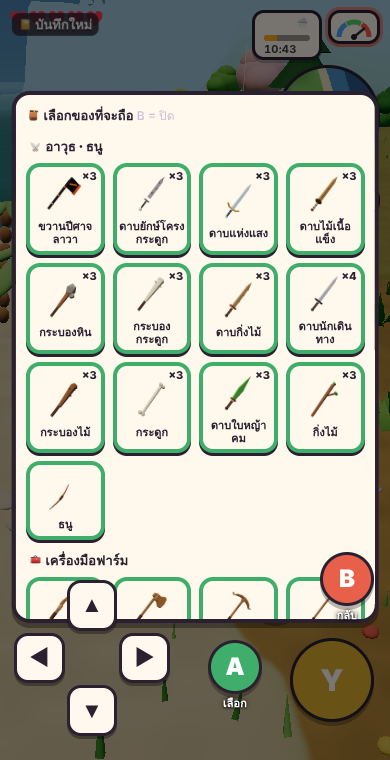 บันทึกใหม่
10:43
เลือกของที่จะถือ B = ปิด
อาวุธ · ธนู
×3 ×3 ×3 ×3
ขวานปีศาจลาวา
ดาบยักษ์โครงกระดูก
ดาบแห่งแสง
ดาบไม้เนื้อแข็ง
×3 ×3 ×3 ×4
กระบองหิน
กระบองกระดูก
ดาบกิ่งไม้
ดาบนักเดินทาง
×3 ×3 ×3 ×3
กระบองไม้
กระดูก
ดาบใบหญ้าคม
กิ่งไม้
ธนู
เครื่องมือฟาร์ม
B
กลับ
A
เลือก
Y